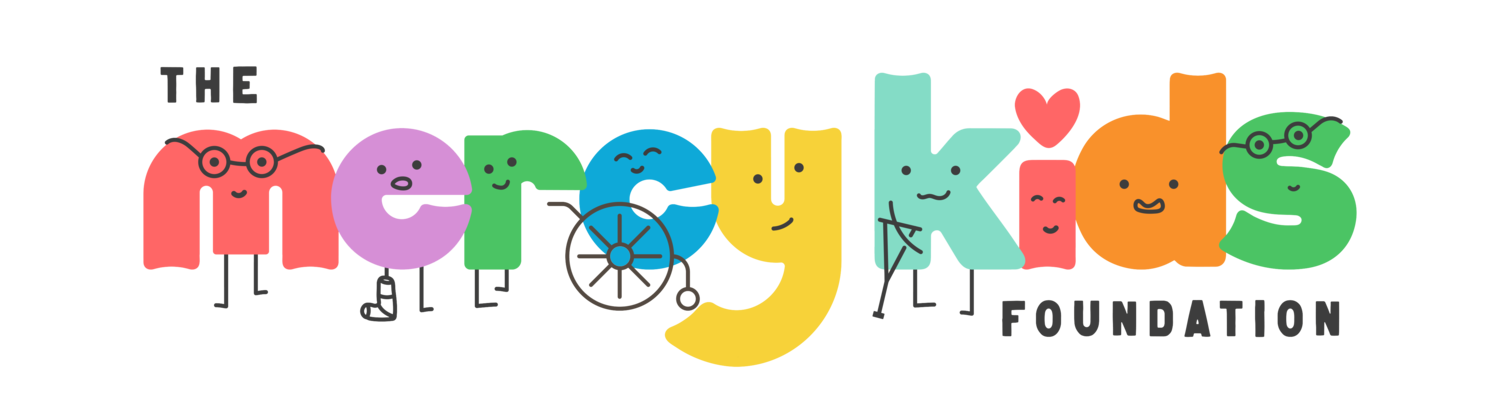 THE
mercy kids
FOUNDATION